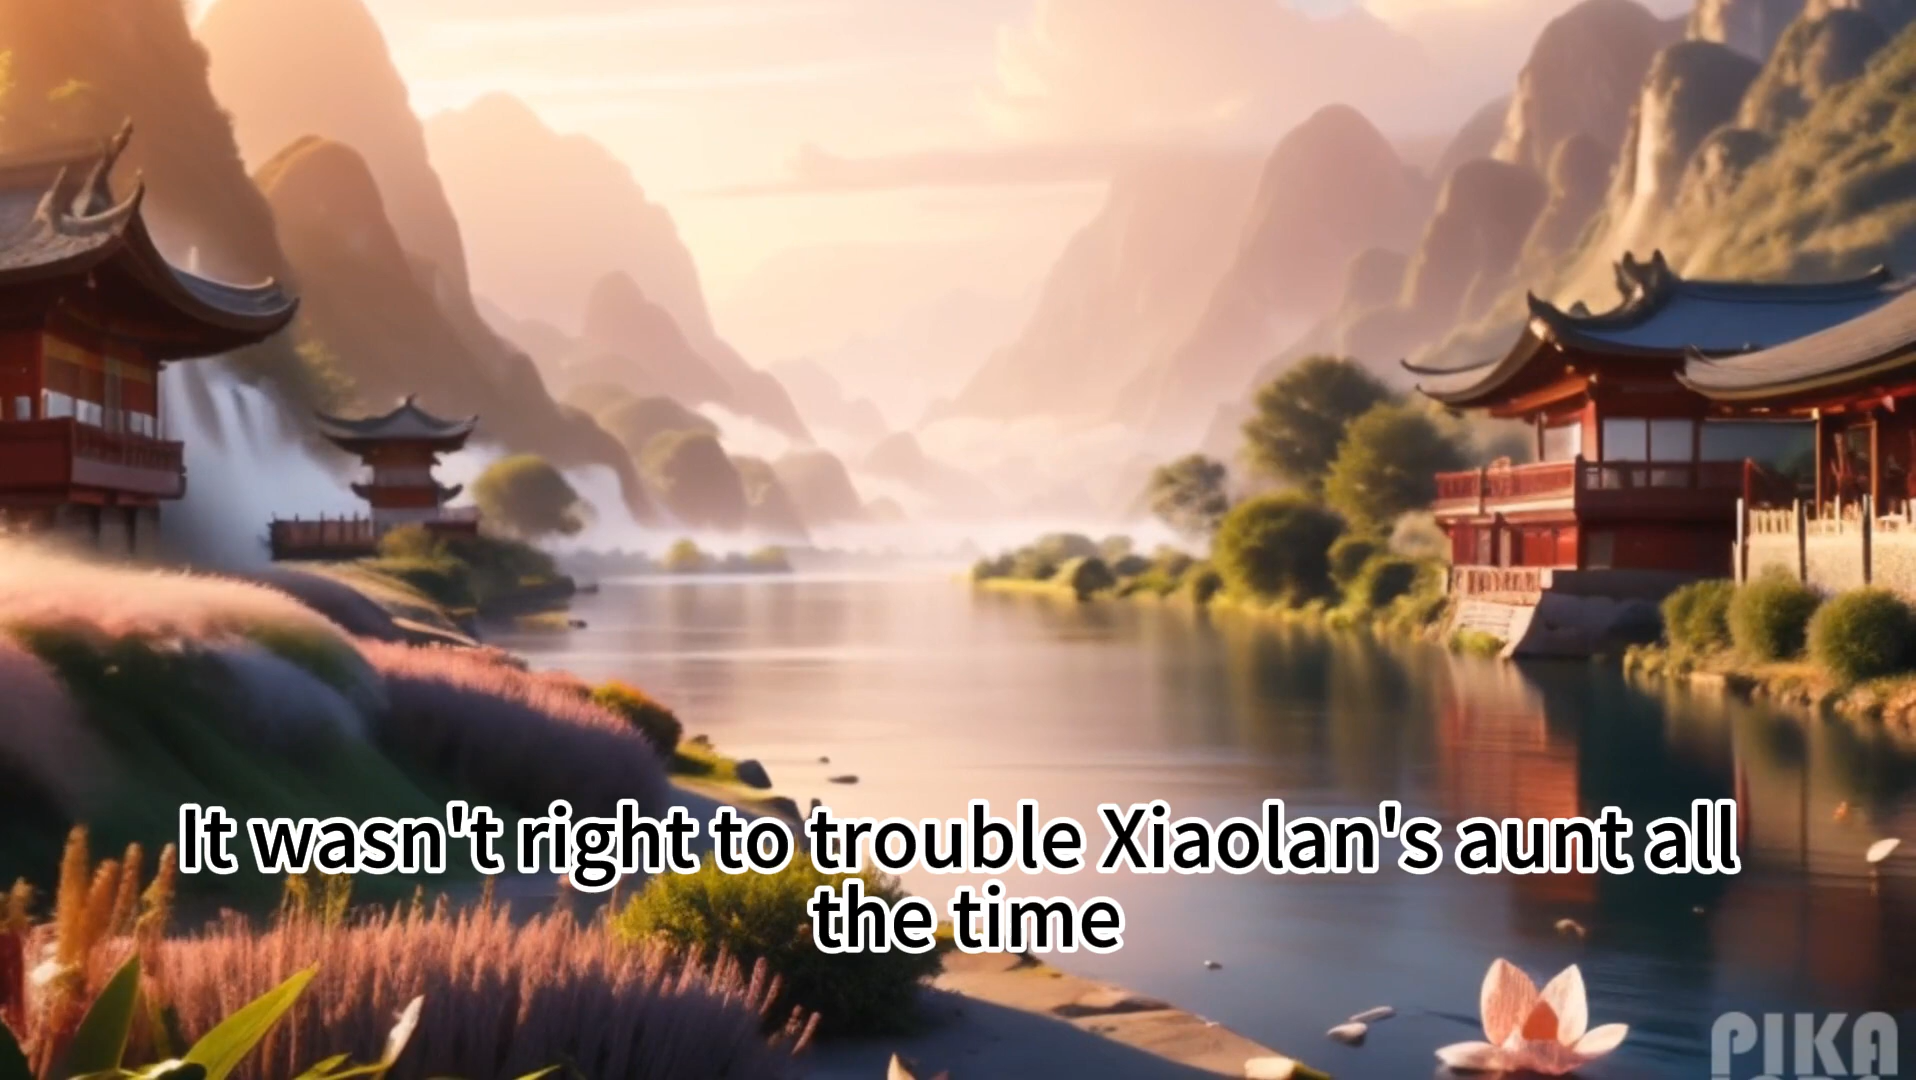 It wasn't right to trouble Xiaolan's aunt all
the time
PIKA